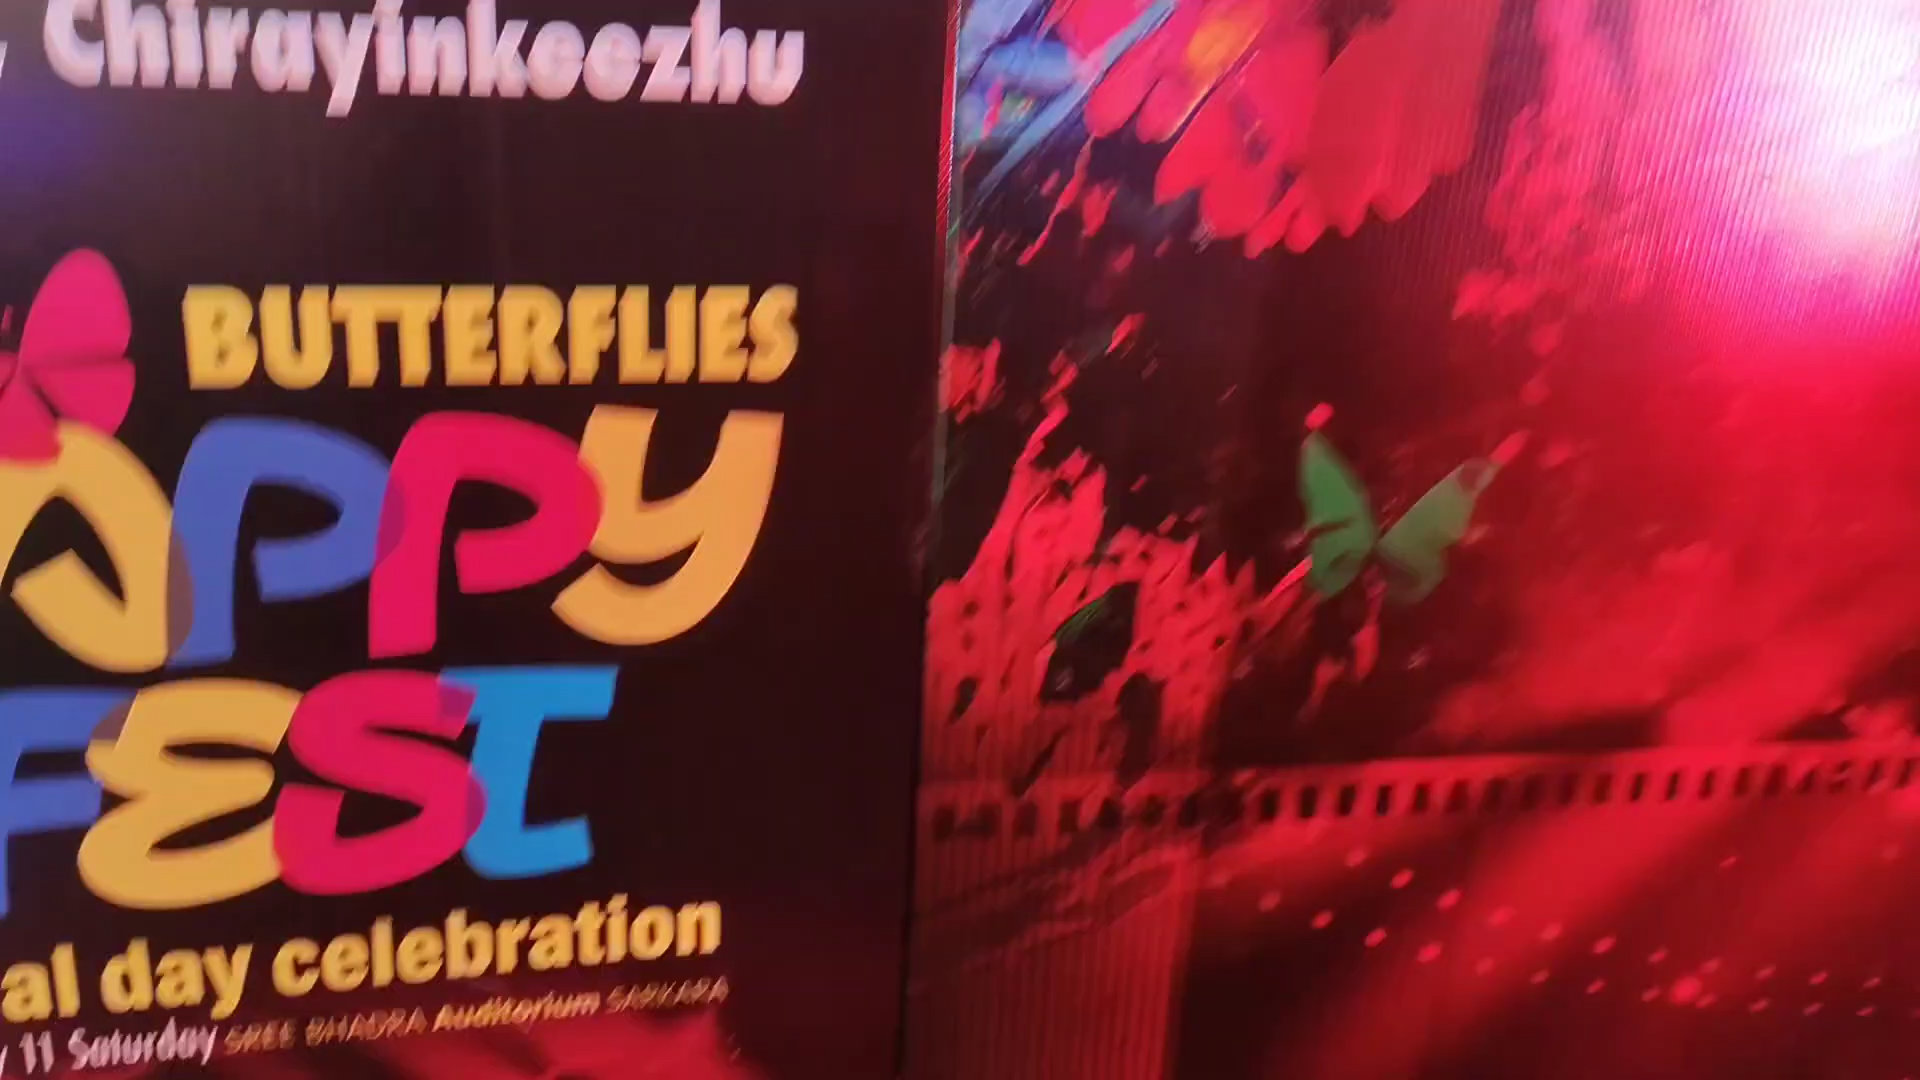 Chirayinkeezhu
BUTTERFLIES
APPY
FEST
al day celebration
11 Saturday SREE BHADRA Auditorium SARKARA